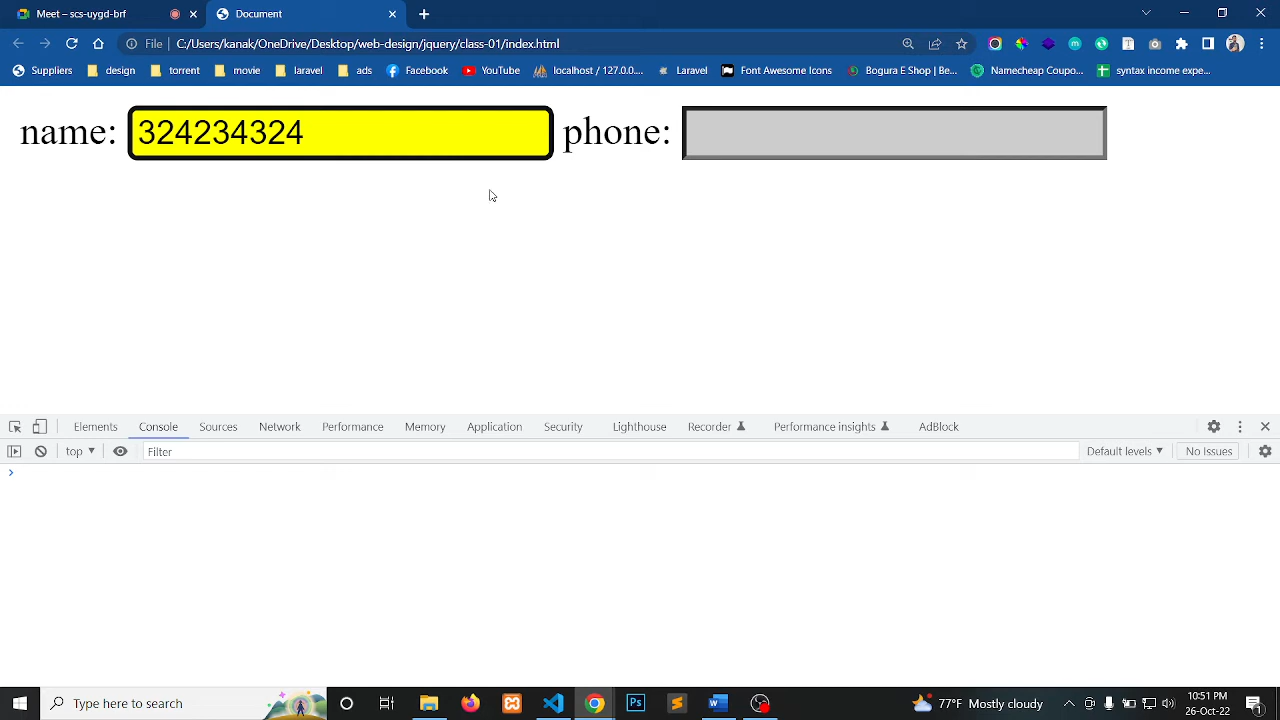 Meet – scs-uygd-brf
Document
File
C:/Users/kanak/OneDrive/Desktop/web-design/jquery/class-01/index.html
Suppliers
design
torrent
movie
laravel
ads
Facebook
YouTube
localhost / 127.0....
Laravel
Font Awesome Icons
Bogura E Shop | Be...
Namecheap Coupo...
syntax income expe...
name: 324234324 phone:
Elements Console Sources Network Performance Memory Application Security Lighthouse Recorder Performance insights AdBlock
top Filter Default levels No Issues
Type here to search
Ps
77°F Mostly cloudy
10:51 PM
26-Oct-22
1